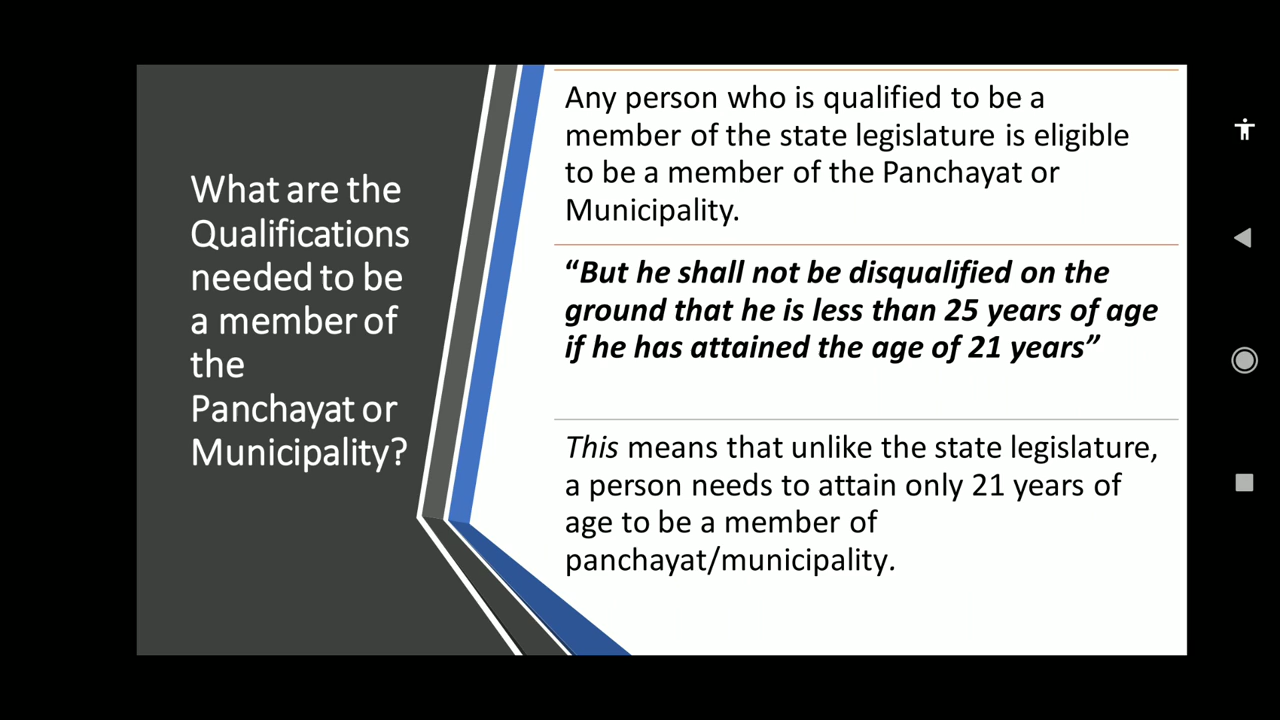 What are the
Qualifications
needed to be
a member of
the
Panchayat or
Municipality?
Any person who is qualified to be a
member of the state legislature is eligible
to be a member of the Panchayat or
Municipality.
“But he shall not be disqualified on the
ground that he is less than 25 years of age
if he has attained the age of 21 years”
This means that unlike the state legislature,
a person needs to attain only 21 years of
age to be a member of
panchayat/municipality.